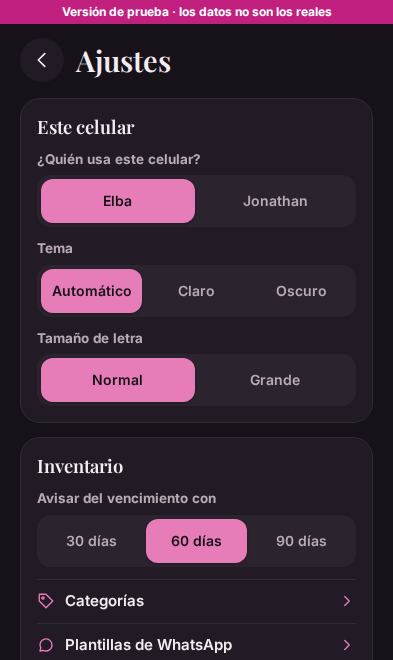 Versión de prueba · los datos no son los reales
Ajustes
Este celular
¿Quién usa este celular?
Elba Jonathan
Tema
Automático Claro Oscuro
Tamaño de letra
Normal Grande
Inventario
Avisar del vencimiento con
30 días 60 días 90 días
Categorías
Plantillas de WhatsApp